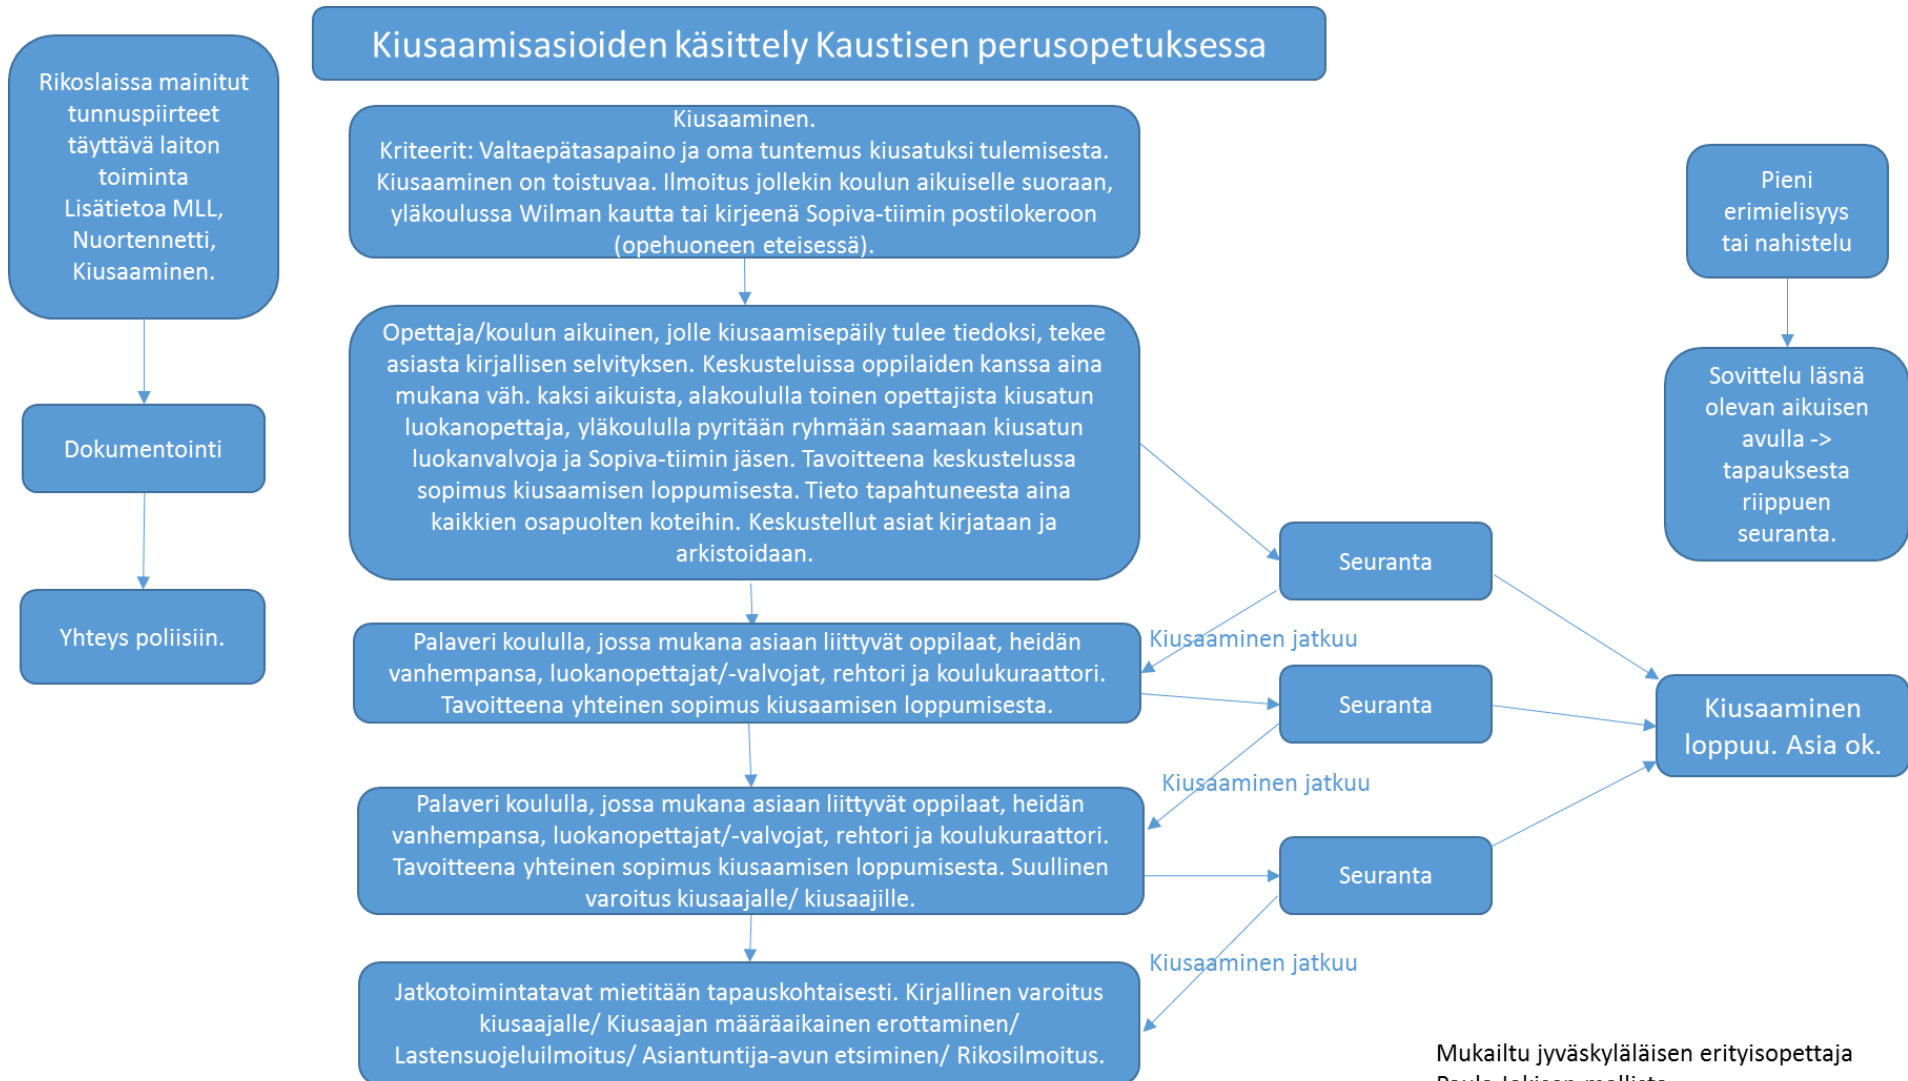 Kiusaamisasioiden käsittely Kaustisen perusopetuksessa
Rikoslaissa mainitut
tunnuspiirteet
täyttävä laiton
toiminta
Lisätietoa MLL,
Nuortennetti,
Kiusaaminen.
Dokumentointi
Yhteys poliisiin.
Kiusaaminen.
Kriteerit: Valtaepätasapaino ja oma tuntemus kiusatuksi tulemisesta.
Kiusaaminen on toistuvaa. Ilmoitus jollekin koulun aikuiselle suoraan,
yläkoulussa Wilman kautta tai kirjeenä Sopiva-tiimin postilokeroon
(opehuoneen eteisessä).
Opettaja/koulun aikuinen, jolle kiusaamisepäily tulee tiedoksi, tekee
asiasta kirjallisen selvityksen. Keskusteluissa oppilaiden kanssa aina
mukana väh. kaksi aikuista, alakoululla toinen opettajista kiusatun
luokanopettaja, yläkoululla pyritään ryhmään saamaan kiusatun
luokanvalvoja ja Sopiva-tiimin jäsen. Tavoitteena keskustelussa
sopimus kiusaamisen loppumisesta. Tieto tapahtuneesta aina
kaikkien osapuolten koteihin. Keskustellut asiat kirjataan ja
arkistoidaan.
Seuranta
Kiusaaminen jatkuu
Palaveri koululla, jossa mukana asiaan liittyvät oppilaat, heidän
vanhempansa, luokanopettajat/-valvojat, rehtori ja koulukuraattori.
Tavoitteena yhteinen sopimus kiusaamisen loppumisesta.
Seuranta
Kiusaaminen jatkuu
Palaveri koululla, jossa mukana asiaan liittyvät oppilaat, heidän
vanhempansa, luokanopettajat/-valvojat, rehtori ja koulukuraattori.
Tavoitteena yhteinen sopimus kiusaamisen loppumisesta. Suullinen
varoitus kiusaajalle/ kiusaajille.
Seuranta
Kiusaaminen jatkuu
Jatkotoimintatavat mietitään tapauskohtaisesti. Kirjallinen varoitus
kiusaajalle/ Kiusaajan määräaikainen erottaminen/
Lastensuojeluilmoitus/ Asiantuntija-avun etsiminen/ Rikosilmoitus.
Kiusaaminen
loppuu. Asia ok.
Pieni
erimielisyys
tai nahistelu
Sovittelu läsnä
olevan aikuisen
avulla ->
tapauksesta
riippuen
seuranta.
Mukailtu jyväskyläläisen erityisopettaja